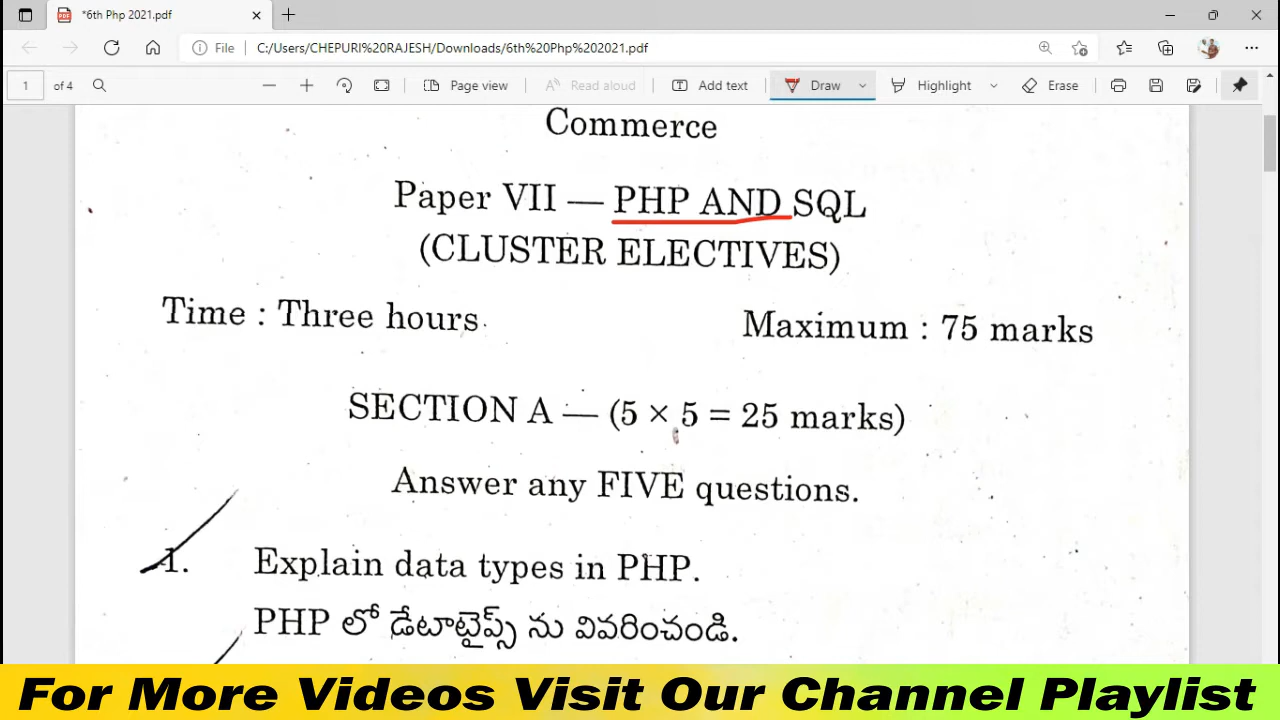 *6th Php 2021.pdf
File C:/Users/CHEPURI%20RAJESH/Downloads/6th%20Php%202021.pdf
1 of 4 Page view Read aloud Add text Draw Highlight Erase
Commerce
Paper VII — PHP AND SQL
(CLUSTER ELECTIVES)
Time : Three hours Maximum : 75 marks
SECTION A — (5 × 5 = 25 marks)
Answer any FIVE questions.
1. Explain data types in PHP.
PHP లో డేటాటైప్స్ ను వివరించండి.
For More Videos Visit Our Channel Playlist